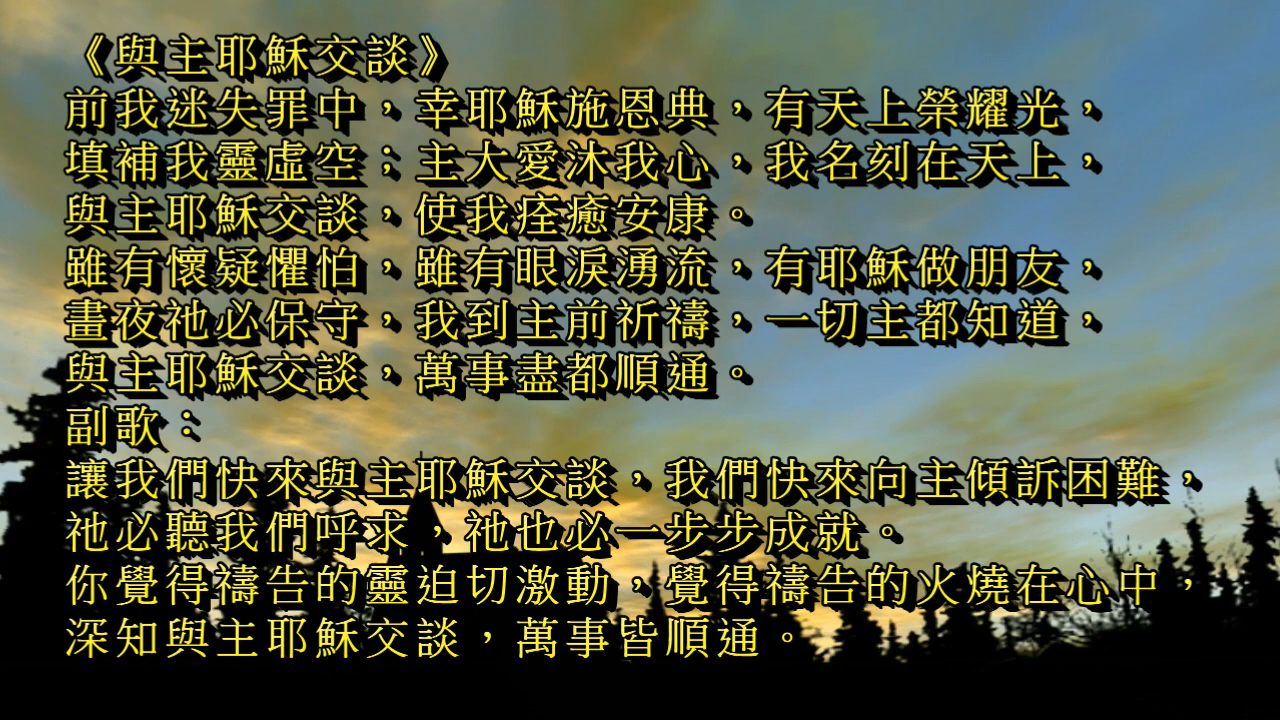 《與主耶穌交談》
前我迷失罪中，幸耶穌施恩典，有天上榮耀光，
填補我靈虛空；主大愛沐我心，我名刻在天上，
與主耶穌交談，使我痊癒安康。
雖有懷疑懼怕，雖有眼淚湧流，有耶穌做朋友，
晝夜祂必保守，我到主前祈禱，一切主都知道，
與主耶穌交談，萬事盡都順通。
副歌：
讓我們快來與主耶穌交談，我們快來向主傾訴困難，
祂必聽我們呼求，祂也必一步步成就。
你覺得禱告的靈迫切激動，覺得禱告的火燒在心中，
深知與主耶穌交談，萬事皆順通。